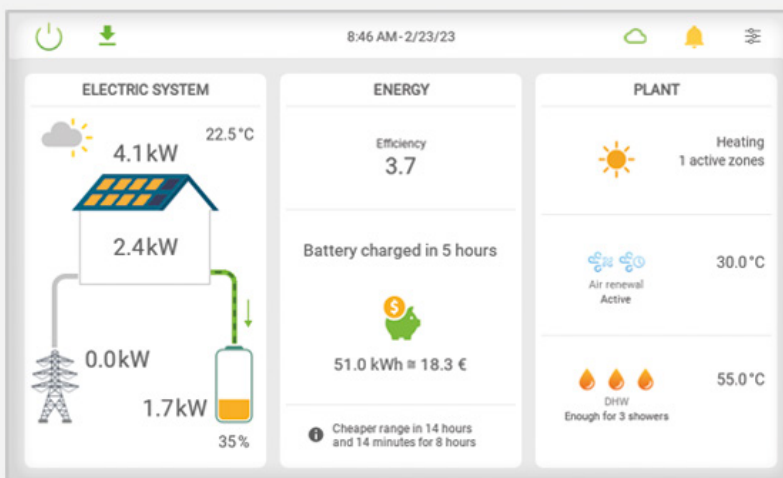 8:46 AM-2/23/23
ELECTRIC SYSTEM
22.5°C
4.1kW
2.4kW
0.0kW
1.7kW
35%
ENERGY
Efficiency
3.7
Battery charged in 5 hours
$
51.0 kWh ≅ 18.3 €
Cheaper range in 14 hours
and 14 minutes for 8 hours
PLANT
Heating
1 active zones
30.0°C
Air renewal
Active
55.0°C
DHW
Enough for 3 showers